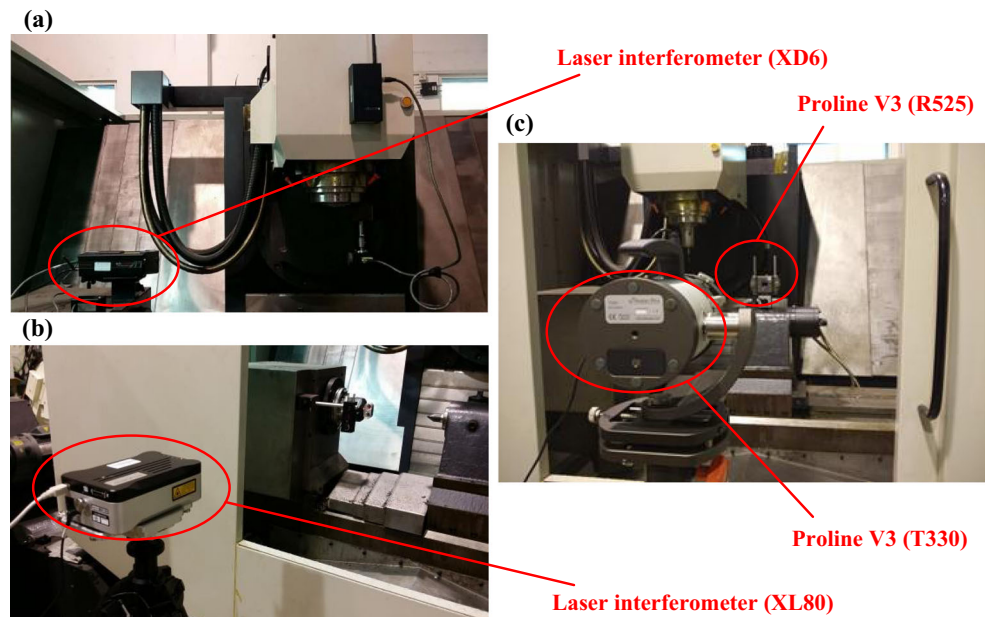 (a)
Laser interferometer (XD6)
Proline V3 (R525)
(c)
(b)
Proline V3 (T330)
Laser interferometer (XL80)